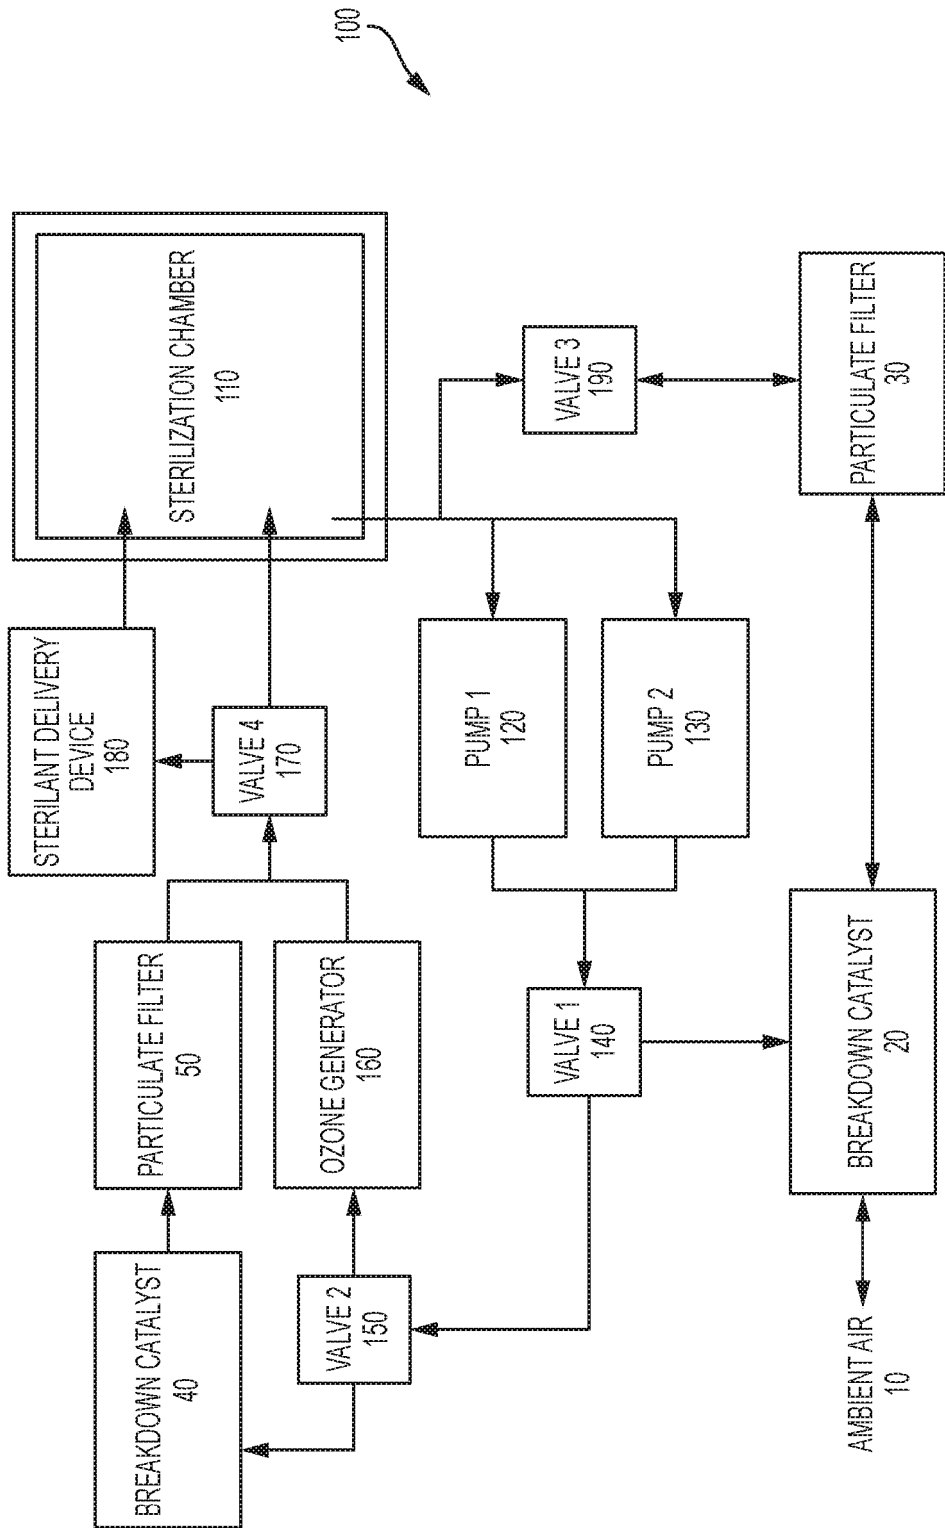 100
STERILIZATION CHAMBER
110
STERILANT DELIVERY
DEVICE
180
VALVE 4
170
PARTICULATE FILTER
50
OZONE GENERATOR
160
BREAKDOWN CATALYST
40
VALVE 2
150
VALVE 3
190
PUMP 1
120
PUMP 2
130
VALVE 1
140
PARTICULATE FILTER
30
BREAKDOWN CATALYST
20
AMBIENT AIR
10